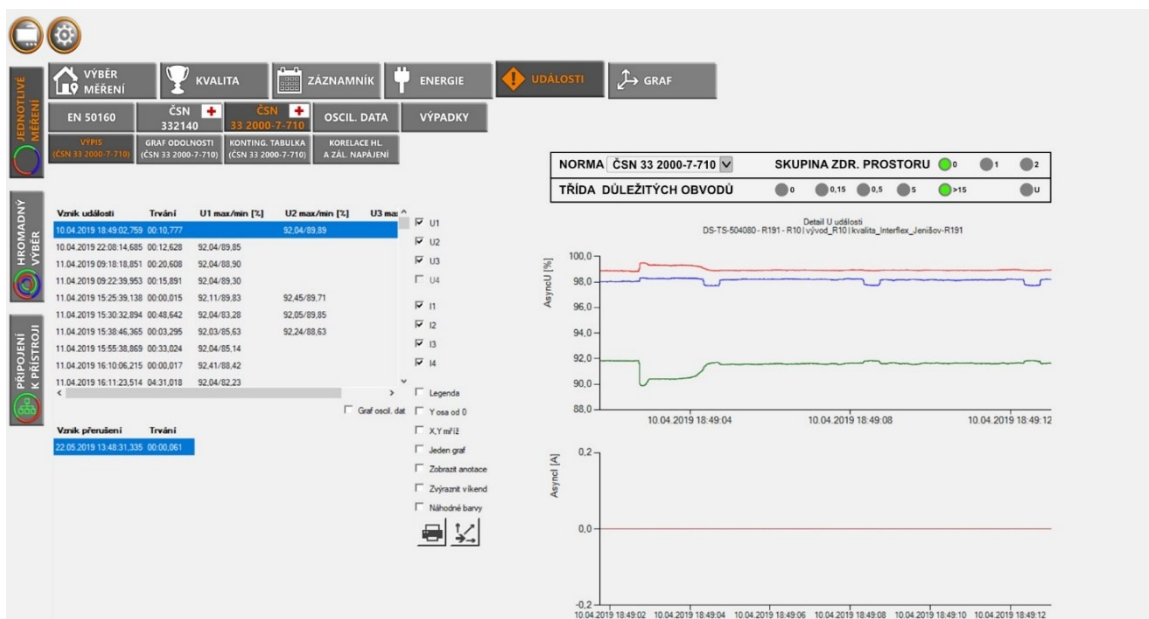 VÝBĚR
MĚŘENÍ
KVALITA
ZÁZNAMNÍK
ENERGIE
UDÁLOSTI
GRAF
JEDNOTLIVÉ
MĚŘENÍ
EN 50160
ČSN
332140
ČSN
33 2000-7-710
OSCIL. DATA
VÝPADKY
VÝPIS
(ČSN 33 2000-7-710)
GRAF ODOLNOSTI
(ČSN 33 2000-7-710)
KONTING. TABULKA
(ČSN 33 2000-7-710)
KORELACE HL.
A ZÁL. NAPÁJENÍ
NORMA ČSN 33 2000-7-710 SKUPINA ZDR. PROSTORU 0 1 2
TŘÍDA DŮLEŽITÝCH OBVODŮ 0 0,15 0,5 5 >15 U
HROMADNÝ
VÝBĚR
PŘIPOJENÍ
K PŘÍSTROJI
Vznik události Trvání U1 max/min [%] U2 max/min [%] U3 max
10.04.2019 18:49:02,759 00:10,777 92,04/89,89
10.04.2019 22:08:14,685 00:12,628 92,04/89,85
11.04.2019 09:18:18,851 00:20,608 92,04/88,90
11.04.2019 09:22:39,953 00:15,891 92,04/89,30
11.04.2019 15:25:39,138 00:00,015 92,11/89,83 92,45/89,71
11.04.2019 15:30:32,894 00:48,642 92,04/83,28 92,05/89,85
11.04.2019 15:38:46,365 00:03,295 92,03/85,63 92,24/88,63
11.04.2019 15:55:38,869 00:33,024 92,04/85,14
11.04.2019 16:10:06,215 00:00,017 92,41/88,42
11.04.2019 16:11:23,514 04:31,018 92,04/82,23
Graf oscil. dat
Vznik přerušení Trvání
22.05.2019 13:48:31,335 00:00,061
U1
U2
U3
U4
I1
I2
I3
I4
Legenda
Y osa od 0
X,Y mříž
Jeden graf
Zobrazit anotace
Zvýraznit víkend
Náhodné barvy
Detail U události
DS-TS-504080 - R191 - R10 | vývod_R10 | kvalita_Interflex_Jenišov-R191
AsyncU [%]
100,0
98,0
96,0
94,0
92,0
90,0
88,0
10.04.2019 18:49:04 10.04.2019 18:49:08 10.04.2019 18:49:12
AsyncI [A]
0,2
0,0
-0,2
10.04.2019 18:49:02 10.04.2019 18:49:04 10.04.2019 18:49:06 10.04.2019 18:49:08 10.04.2019 18:49:10 10.04.2019 18:49:12